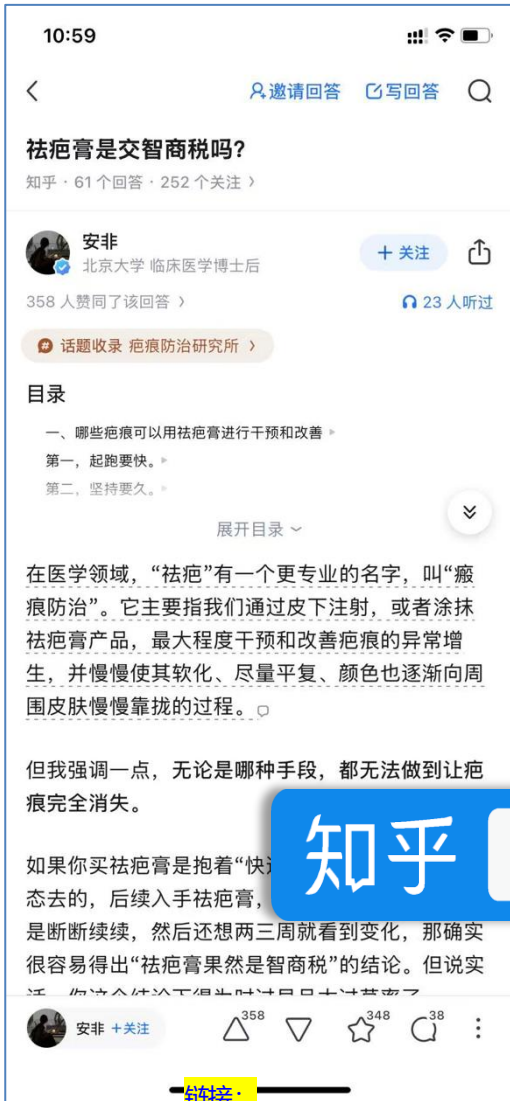 10:59
邀请回答 写回答
祛疤膏是交智商税吗?
知乎 · 61 个回答 · 252 个关注 >
安非
北京大学 临床医学博士后
+ 关注
358 人赞同了该回答 >
23 人听过
话题收录 疤痕防治研究所 >
目录
一、哪些疤痕可以用祛疤膏进行干预和改善
第一，起跑要快。
第二，坚持要久。
展开目录
在医学领域，“祛疤”有一个更专业的名字，叫“瘢
痕防治”。它主要指我们通过皮下注射，或者涂抹
祛疤膏产品，最大程度干预和改善疤痕的异常增
生，并慢慢使其软化、尽量平复、颜色也逐渐向周
围皮肤慢慢靠拢的过程。
但我强调一点，无论是哪种手段，都无法做到让疤
痕完全消失。
知乎
如果你买祛疤膏是抱着“快
态去的，后续入手祛疤膏，
是断断续续，然后还想两三周就看到变化，那确实
很容易得出“祛疤膏果然是智商税”的结论。但说实
安非 +关注
358
348
38
链接：